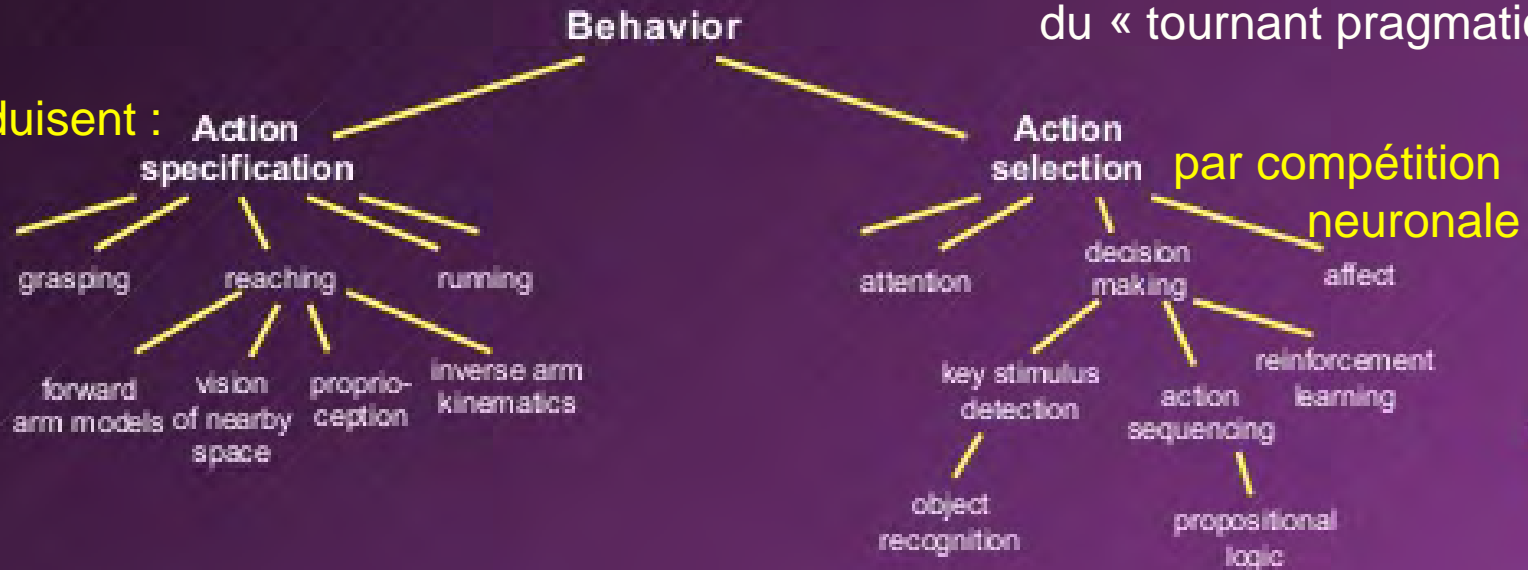 du « tournant pragmatic
Behavior
duisent :
Action
specification
Action
selection
par compétition
neuronale
grasping
reaching
running
attention
decision
making
affect
forward
arm models
vision
of nearby
space
proprio-
ception
inverse arm
kinematics
key stimulus
detection
action
sequencing
reinforcement
learning
object
recognition
propositional
logic